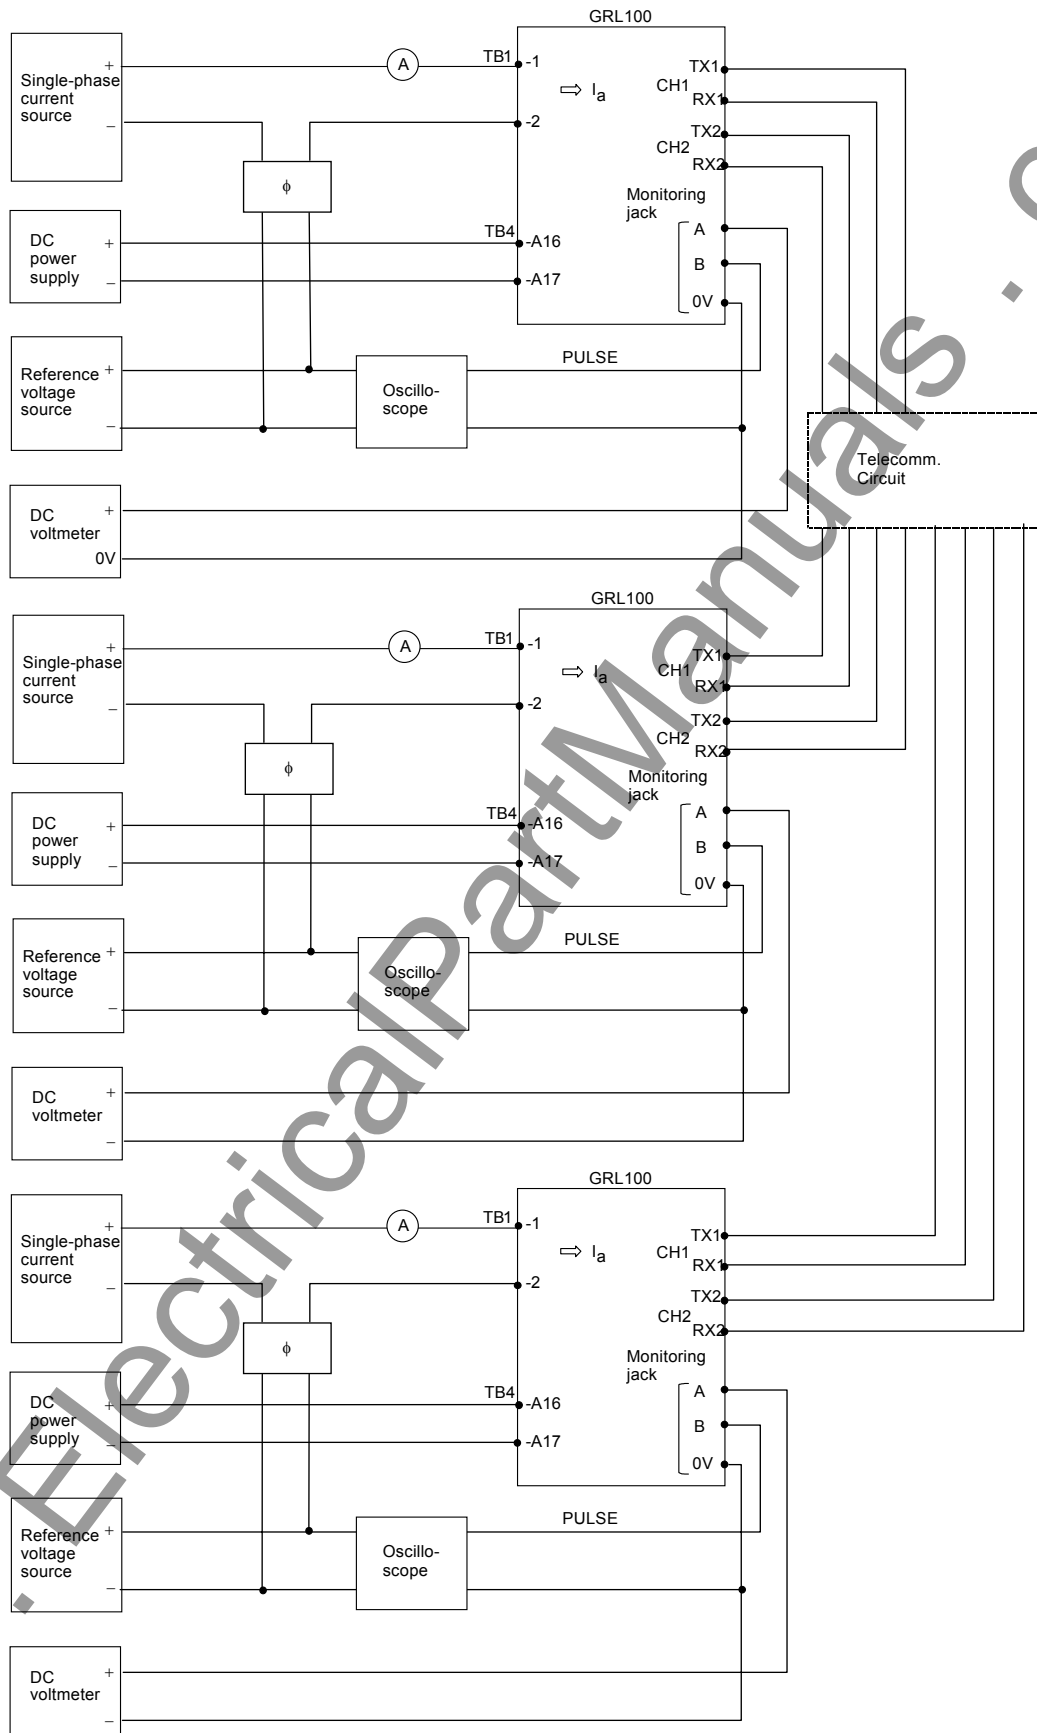 GRL100
Single-phase
current
source
+
−
A
TB1
-1
Ia
-2
TX1
CH1
RX1
TX2
CH2
RX2
ϕ
Monitoring
jack
DC
power
supply
+
−
TB4
-A16
-A17
A
B
0V
Reference
voltage
source
+
−
Oscillo-
scope
PULSE
Telecomm.
Circuit
DC
voltmeter
+
0V
GRL100
Single-phase
current
source
+
−
A
TB1
-1
Ia
-2
TX1
CH1
RX1
TX2
CH2
RX2
ϕ
Monitoring
jack
DC
power
supply
+
−
TB4
-A16
-A17
A
B
0V
Reference
voltage
source
+
−
Oscillo-
scope
PULSE
DC
voltmeter
+
−
GRL100
Single-phase
current
source
+
−
A
TB1
-1
Ia
-2
TX1
CH1
RX1
TX2
CH2
RX2
ϕ
Monitoring
jack
DC
power
supply
+
−
TB4
-A16
-A17
A
B
0V
Reference
voltage
source
+
−
Oscillo-
scope
PULSE
DC
voltmeter
+
−
. ElectricalPartManuals .